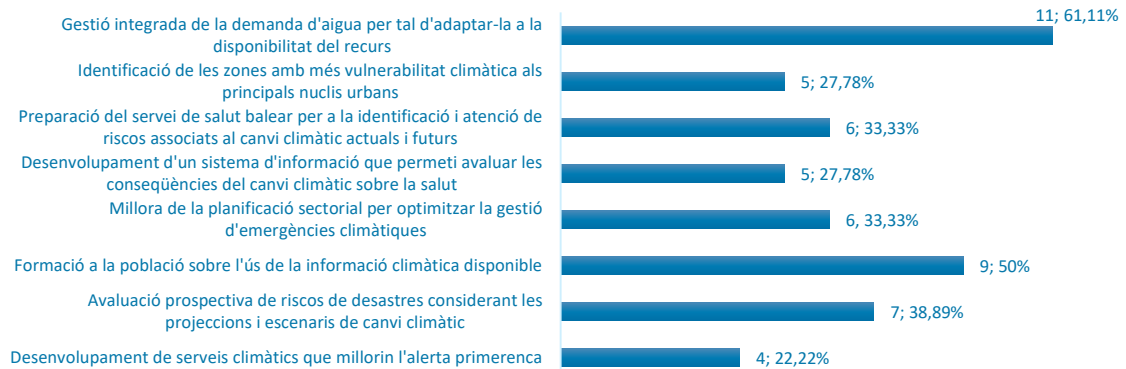 11; 61,11%
Gestió integrada de la demanda d'aigua per tal d'adaptar-la a la
disponibilitat del recurs
Identificació de les zones amb més vulnerabilitat climàtica als
principals nuclis urbans
5; 27,78%
Preparació del servei de salut balear per a la identificació i atenció de
riscos associats al canvi climàtic actuals i futurs
6; 33,33%
Desenvolupament d'un sistema d'informació que permeti avaluar les
conseqüències del canvi climàtic sobre la salut
5; 27,78%
Millora de la planificació sectorial per optimitzar la gestió
d'emergències climàtiques
6, 33,33%
Formació a la població sobre l'ús de la informació climàtica disponible
9; 50%
Avaluació prospectiva de riscos de desastres considerant les
projeccions i escenaris de canvi climàtic
7; 38,89%
Desenvolupament de serveis climàtics que millorin l'alerta primerenca
4; 22,22%